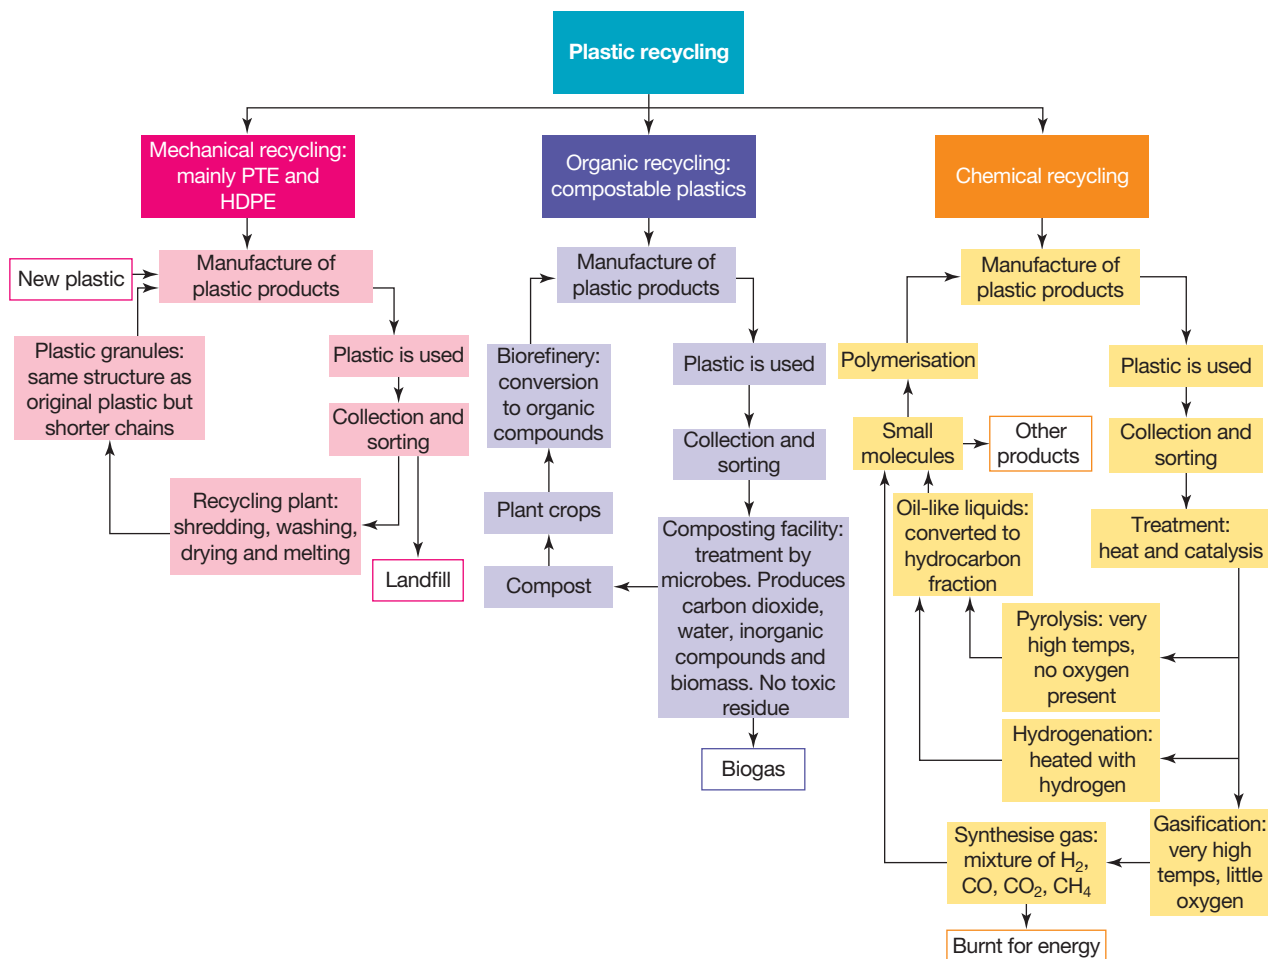 Plastic recycling
Mechanical recycling:
mainly PTE and
HDPE
Organic recycling:
compostable plastics
Chemical recycling
New plastic
Manufacture of
plastic products
Plastic is used
Collection and
sorting
Plastic granules:
same structure as
original plastic but
shorter chains
Recycling plant:
shredding, washing,
drying and melting
Landfill
Manufacture of
plastic products
Plastic is used
Collection and
sorting
Composting facility:
treatment by
microbes. Produces
carbon dioxide,
water, inorganic
compounds and
biomass. No toxic
residue
Biogas
Compost
Plant crops
Biorefinery:
conversion
to organic
compounds
Manufacture of
plastic products
Plastic is used
Collection and
sorting
Treatment:
heat and catalysis
Pyrolysis: very
high temps,
no oxygen
present
Hydrogenation:
heated with
hydrogen
Gasification:
very high
temps, little
oxygen
Synthesise gas:
mixture of H₂,
CO, CO₂, CH₄
Burnt for energy
Oil-like liquids:
converted to
hydrocarbon
fraction
Small
molecules
Other
products
Polymerisation